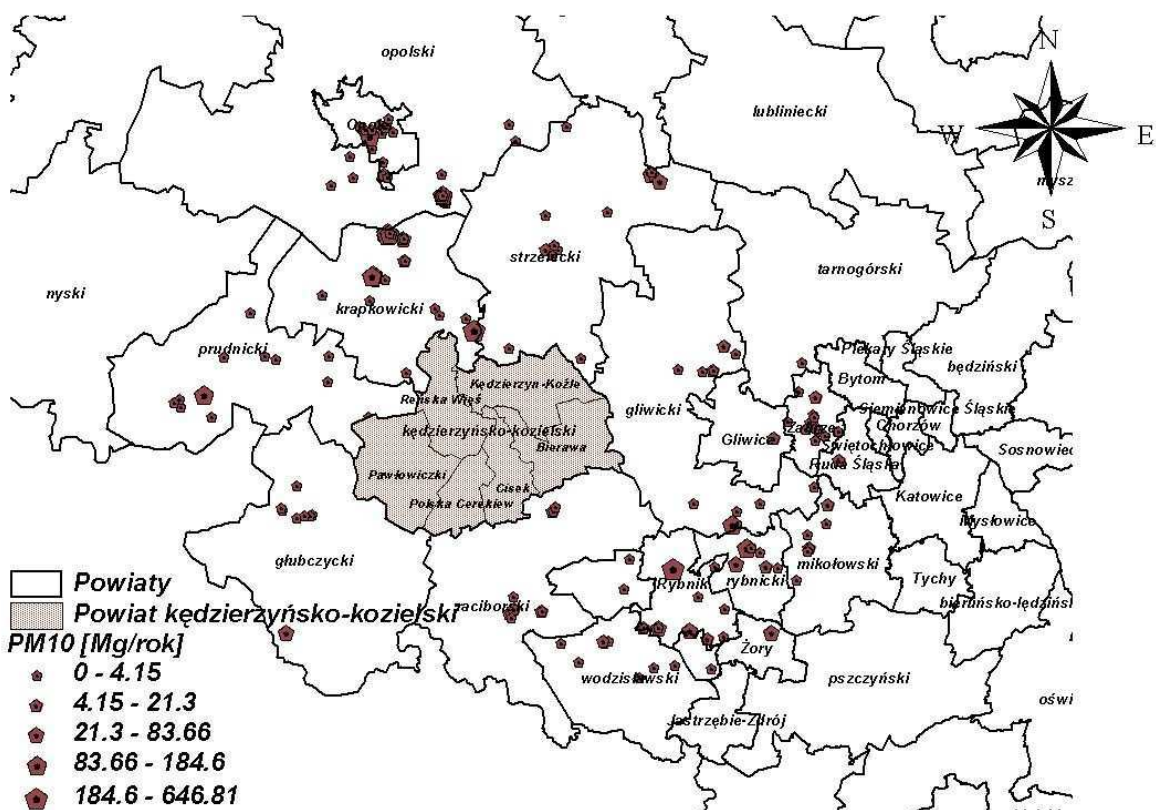 opolski
N
lubliniecki
Opole
W
E
mysz
S
strzelecki
tarnogórski
nyski
krapkowicki
prudnicki
Piekary Śląskie
będziński
Bytom
Kędzierzyn-Koźle
Reńska Wieś
gliwicki
Siemianowice Śląskie
Chorzów
Zabrze
kędzierzyńsko-kozielski
Gliwice
Świętochłowice
Bierawa
Sosnowiec
Ruda Śląska
Pawłowiczki
Cisek
Katowice
Polska Cerekiew
Mysłowice
głubczycki
mikołowski
Rybnik
rybnicki
Tychy
Powiaty
raciborski
bieruńsko-lędziński
Powiat kędzierzyńsko-kozielski
PM10 [Mg/rok]
Żory
0 - 4.15
wodzisławski
pszczyński
4.15 - 21.3
oświ
Jastrzębie-Zdrój
21.3 - 83.66
83.66 - 184.6
184.6 - 646.81